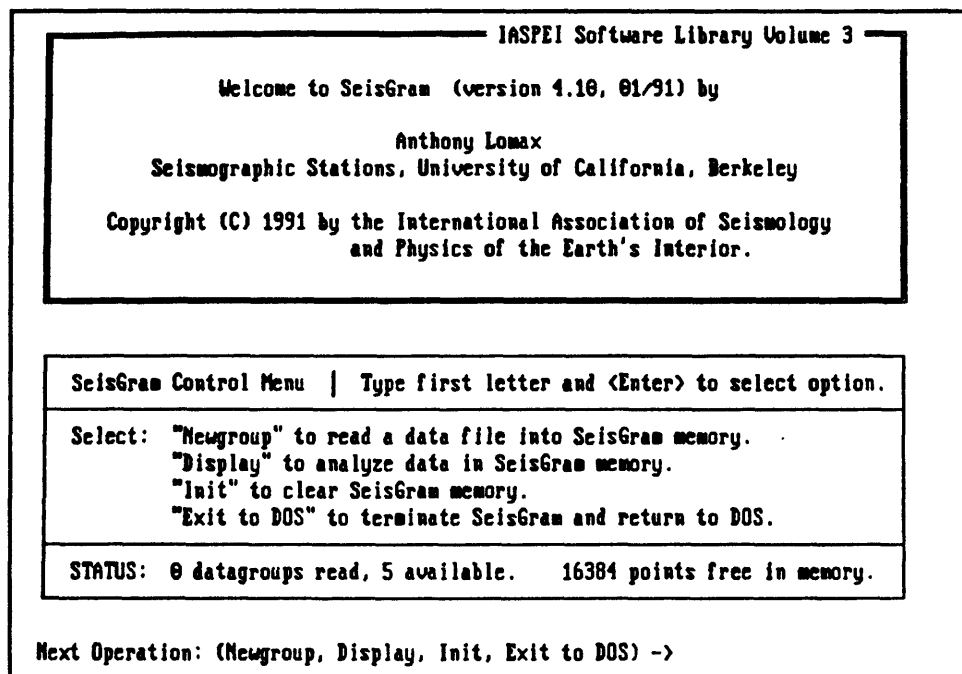 IASPEI Software Library Volume 3
Welcome to SeisGram (version 4.10, 01/91) by
Anthony Lomax
Seismographic Stations, University of California, Berkeley
Copyright (C) 1991 by the International Association of Seismology
and Physics of the Earth's Interior.
SeisGram Control Menu | Type first letter and <Enter> to select option.
Select: "Newgroup" to read a data file into SeisGram memory.
"Display" to analyze data in SeisGram memory.
"Init" to clear SeisGram memory.
"Exit to DOS" to terminate SeisGram and return to DOS.
STATUS: 0 datagroups read, 5 available. 16384 points free in memory.
Next Operation: (Newgroup, Display, Init, Exit to DOS) ->